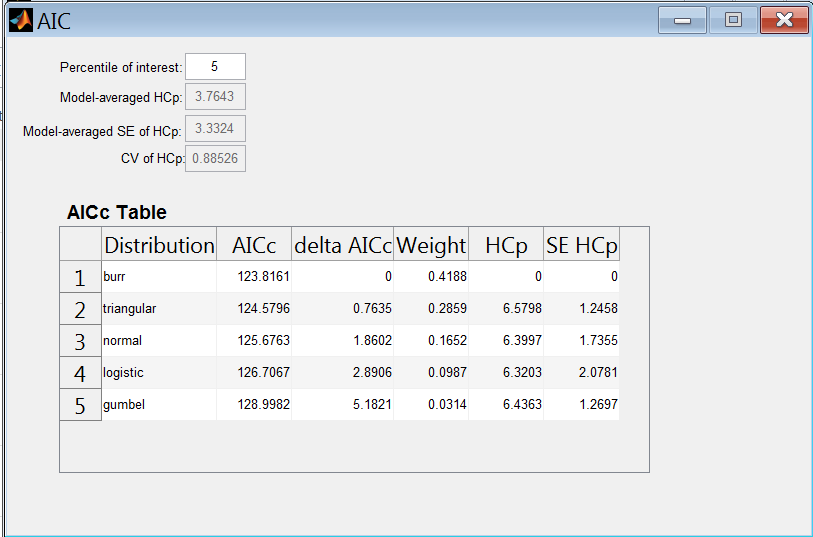 AIC
Percentile of interest: 5
Model-averaged HCp: 3.7643
Model-averaged SE of HCp: 3.3324
CV of HCp: 0.88526
AICc Table
Distribution AICc delta AICc Weight HCp SE HCp
1 burr 123.8161 0 0.4188 0 0
2 triangular 124.5796 0.7635 0.2859 6.5798 1.2458
3 normal 125.6763 1.8602 0.1652 6.3997 1.7355
4 logistic 126.7067 2.8906 0.0987 6.3203 2.0781
5 gumbel 128.9982 5.1821 0.0314 6.4363 1.2697